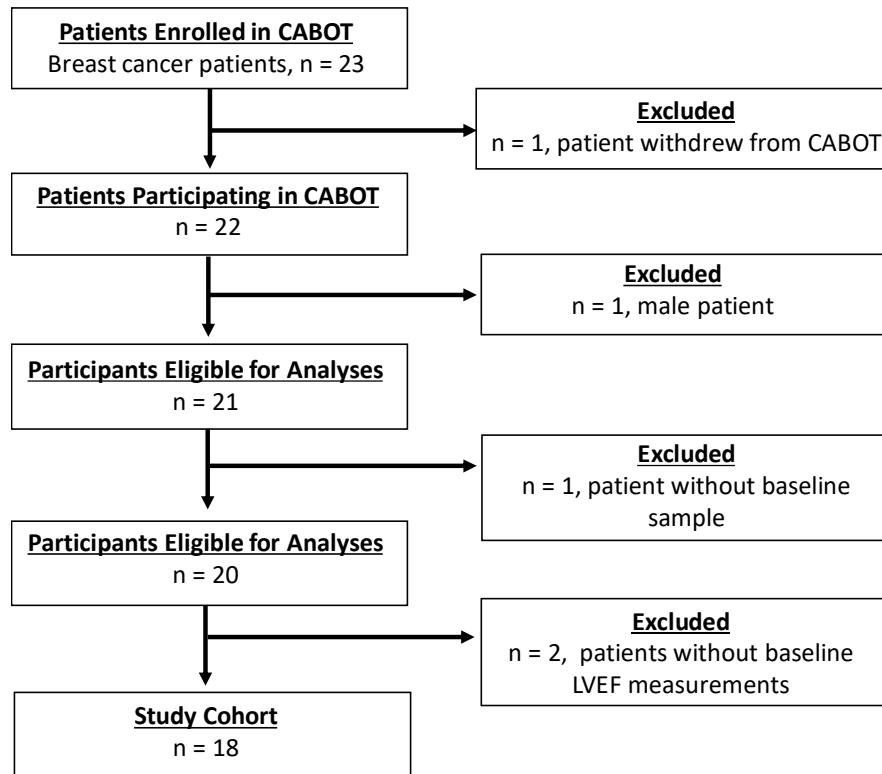 Patients Enrolled in CABOT
Breast cancer patients, n = 23
Excluded
n = 1, patient withdrew from CABOT
Patients Participating in CABOT
n = 22
Excluded
n = 1, male patient
Participants Eligible for Analyses
n = 21
Excluded
n = 1, patient without baseline
sample
Participants Eligible for Analyses
n = 20
Excluded
n = 2,  patients without baseline
LVEF measurements
Study Cohort
n = 18